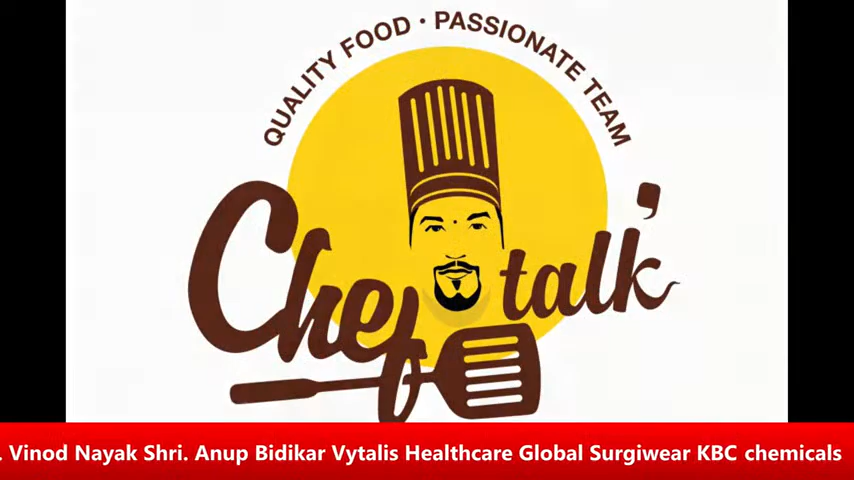 QUALITY FOOD · PASSIONATE TEAM
Chef talk'
. Vinod Nayak Shri. Anup Bidikar Vytalis Healthcare Global Surgiwear KBC chemicals